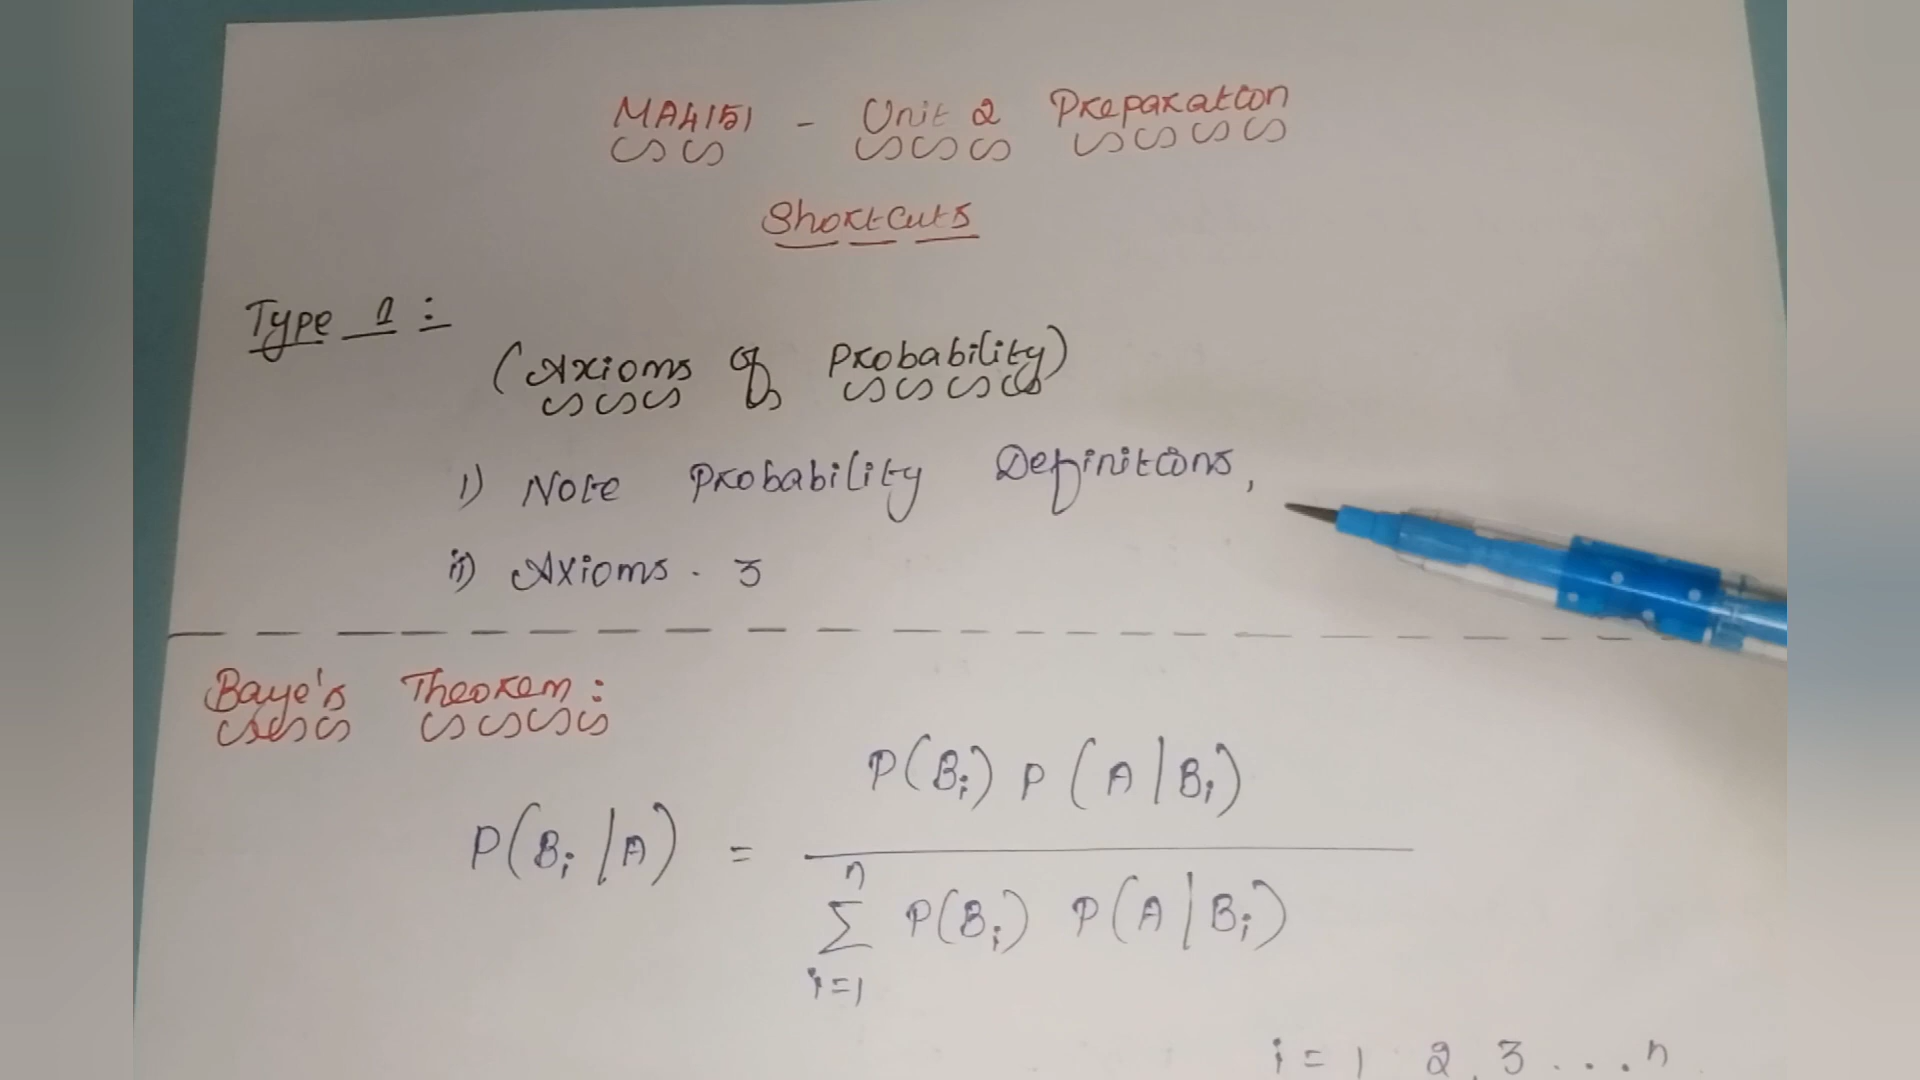 MA4151 - Unit 2 Preparation
Shortcuts
Type 1 :
(Axioms of Probability)
i) Note Probability Definitions,
ii) Axioms . 3
Baye's Theorem :
P(Bi) P(A|Bi)
P(Bi/A) =
n
Σ P(Bi) P(A/Bi)
i=1
i = 1 2, 3 . . . . n